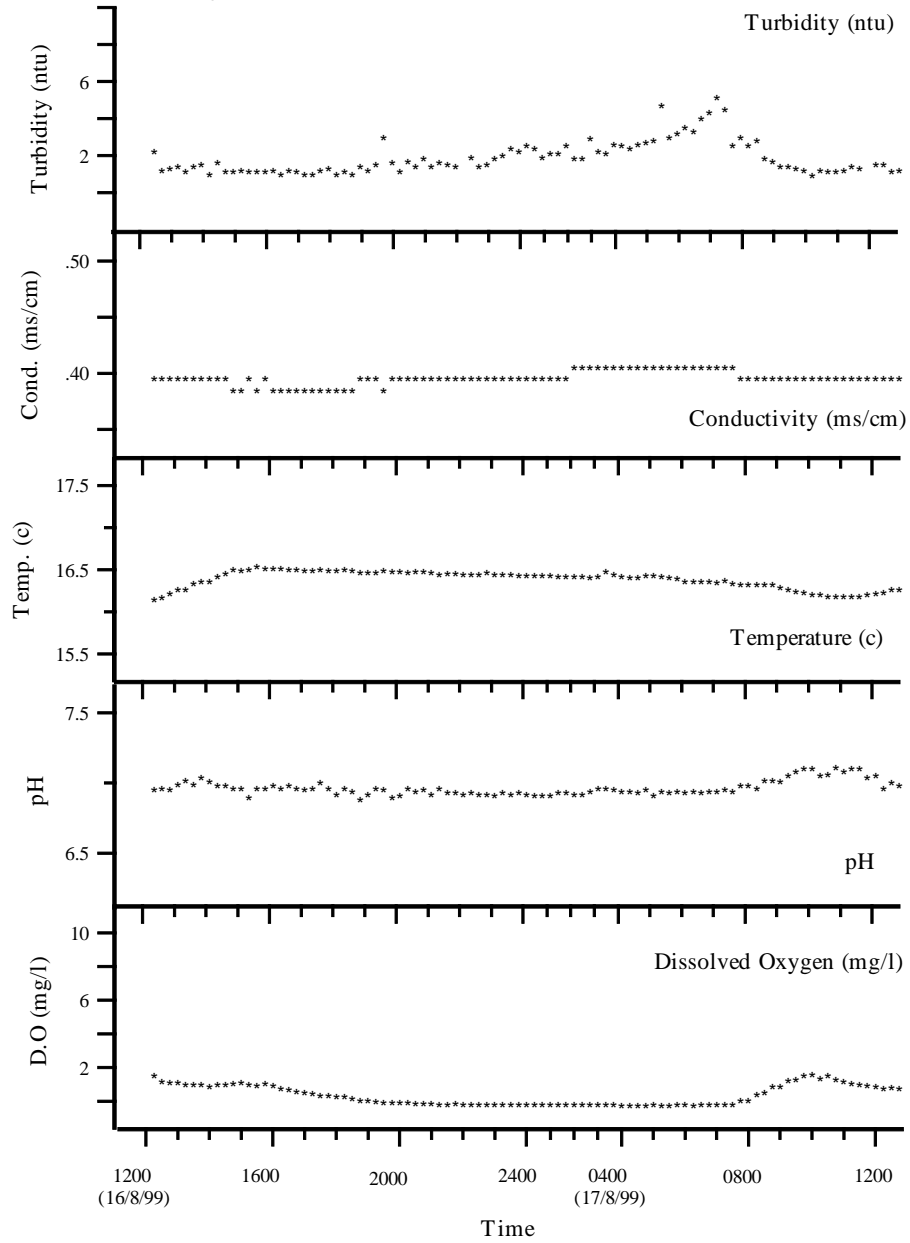 Turbidity (ntu)
Turbidity (ntu)
6
2
Cond. (ms/cm)
.50
.40
Conductivity (ms/cm)
Temp. (c)
17.5
16.5
15.5
Temperature (c)
pH
7.5
6.5
pH
D.O (mg/l)
10
6
2
Dissolved Oxygen (mg/l)
1200 1600 2000 2400 0400 0800 1200
(16/8/99) (17/8/99)
Time